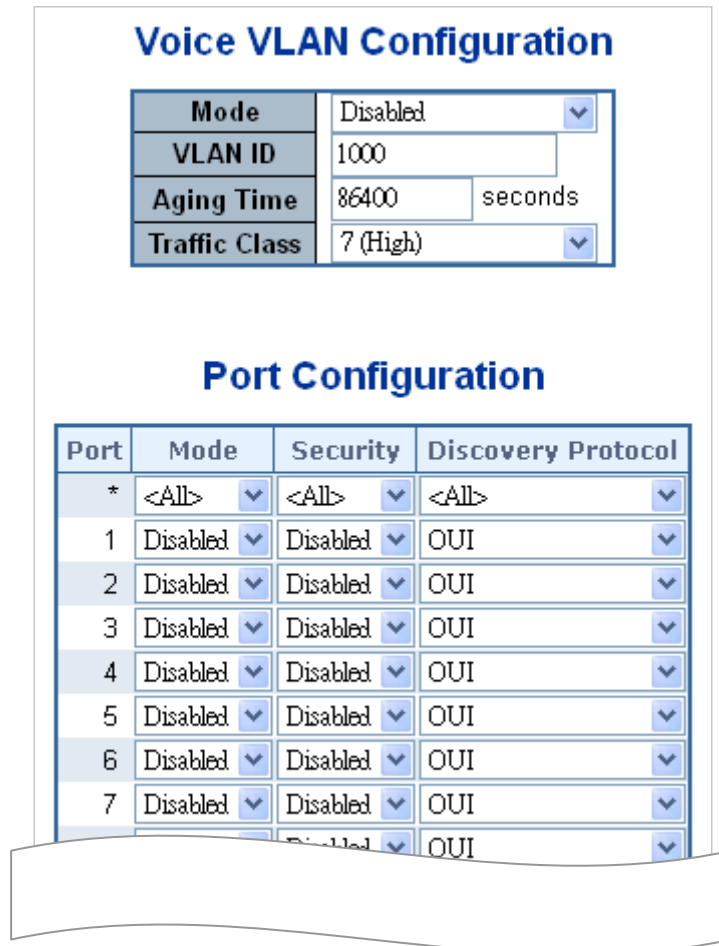 Voice VLAN Configuration
Mode Disabled
VLAN ID 1000
Aging Time 86400 seconds
Traffic Class 7 (High)
Port Configuration
Port Mode Security Discovery Protocol
* <All> <All> <All>
1 Disabled Disabled OUI
2 Disabled Disabled OUI
3 Disabled Disabled OUI
4 Disabled Disabled OUI
5 Disabled Disabled OUI
6 Disabled Disabled OUI
7 Disabled Disabled OUI
OUI